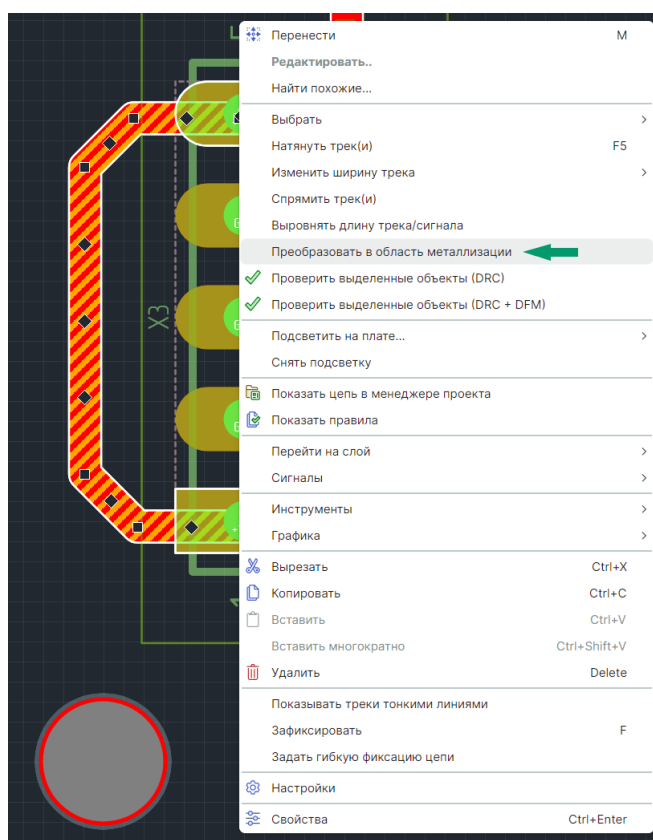 Перенести M
Редактировать..
Найти похожие...
Выбрать
Натянуть трек(и) F5
Изменить ширину трека
Спрямить трек(и)
Выровнять длину трека/сигнала
Преобразовать в область металлизации
Проверить выделенные объекты (DRC)
Проверить выделенные объекты (DRC + DFM)
X3
Подсветить на плате...
Снять подсветку
Показать цепь в менеджере проекта
Показать правила
Перейти на слой
Сигналы
Инструменты
Графика
Вырезать Ctrl+X
Копировать Ctrl+C
Вставить Ctrl+V
Вставить многократно Ctrl+Shift+V
Удалить Delete
Показывать треки тонкими линиями
Зафиксировать F
Задать гибкую фиксацию цепи
Настройки
Свойства Ctrl+Enter